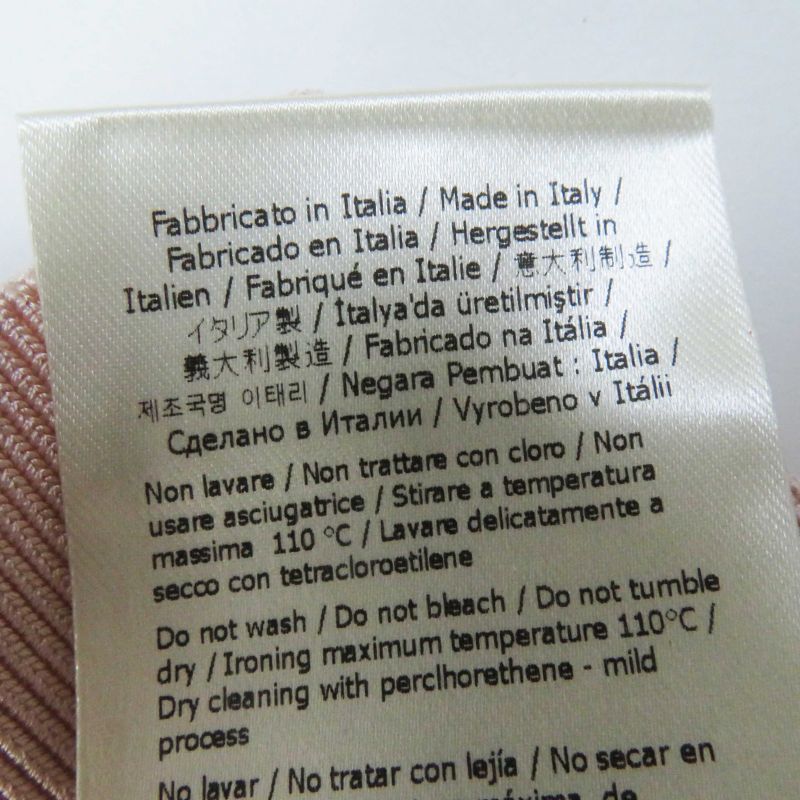 Fabbricato in Italia / Made in Italy /
Fabricado en Italia / Hergestellt in
Italien / Fabriqué en Italie / 意大利制造 /
イタリア製 / İtalya'da üretilmiştir /
義大利製造 / Fabricado na Itália /
제조국명 이태리 / Negara Pembuat : Italia /
Сделано в Италии / Vyrobeno v Itálii
Non lavare / Non trattare con cloro / Non
usare asciugatrice / Stirare a temperatura
massima 110 °C / Lavare delicatamente a
secco con tetracloroetilene
Do not wash / Do not bleach / Do not tumble
dry / Ironing maximum temperature 110°C /
Dry cleaning with perclhorethene - mild
process
No lavar / No tratar con lejía / No secar en
máxima de